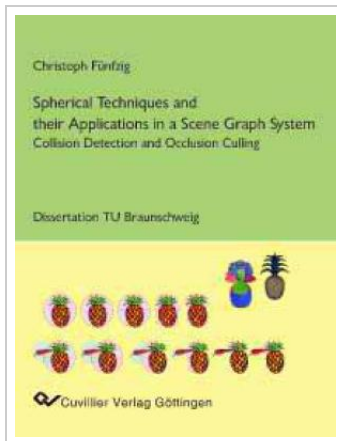 Christoph Fünfzig
Spherical Techniques and
their Applications in a Scene Graph System
Collision Detection and Occlusion Culling
Dissertation TU Braunschweig
Cuvillier Verlag Göttingen